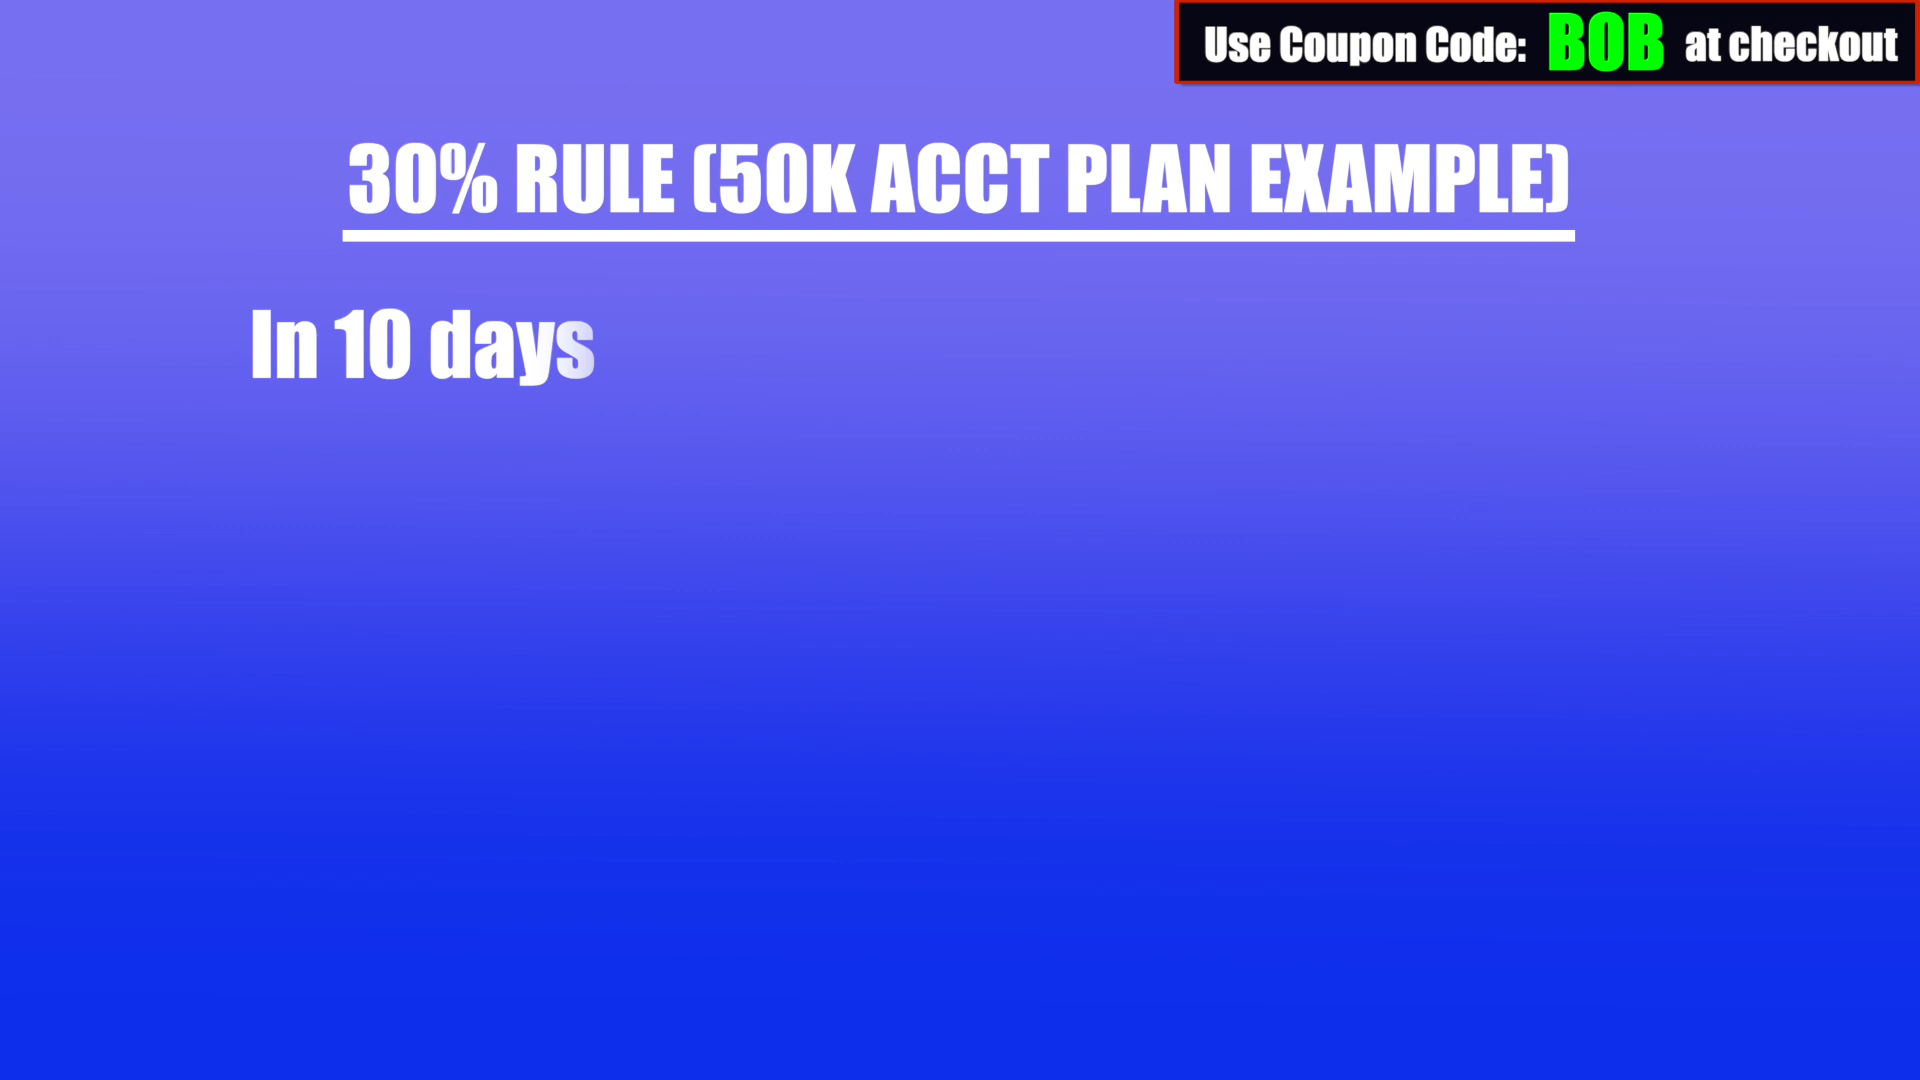 Use Coupon Code: BOB at checkout
30% RULE (50K ACCT PLAN EXAMPLE)
In 10 days